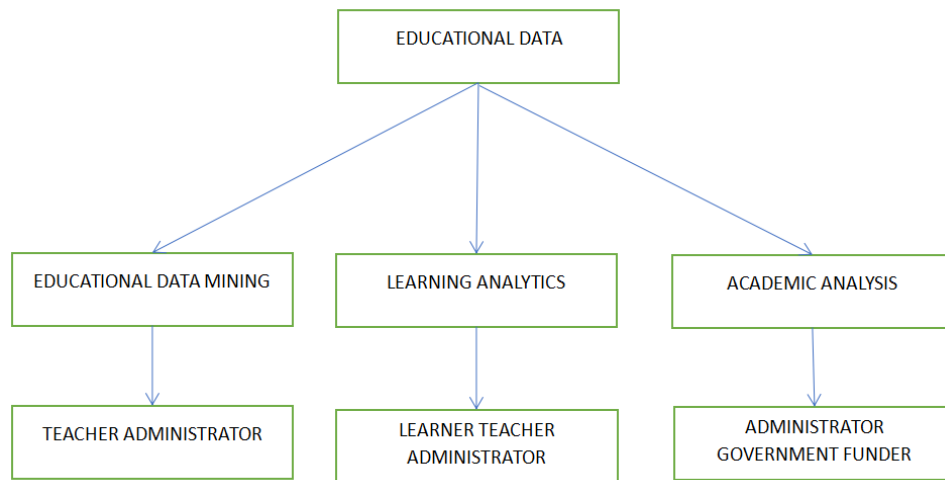 EDUCATIONAL DATA
EDUCATIONAL DATA MINING
LEARNING ANALYTICS
ACADEMIC ANALYSIS
TEACHER ADMINISTRATOR
LEARNER TEACHER
ADMINISTRATOR
ADMINISTRATOR
GOVERNMENT FUNDER